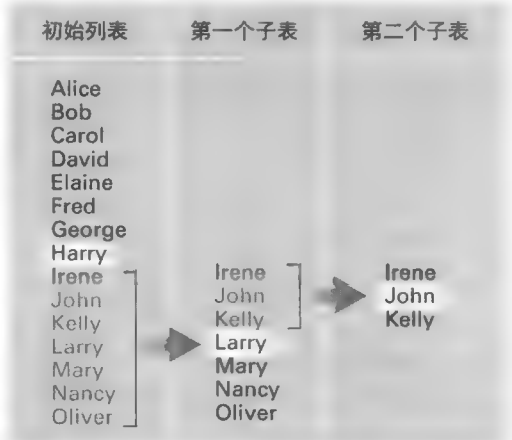 初始列表
第一个子表
第二个子表
Alice
Bob
Carol
David
Elaine
Fred
George
Harry
Irene
John
Kelly
Larry
Mary
Nancy
Oliver
Irene
John
Kelly
Larry
Mary
Nancy
Oliver
Irene
John
Kelly